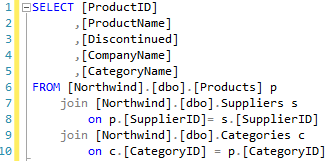 1 SELECT [ProductID]
2 ,[ProductName]
3 ,[Discontinued]
4 ,[CompanyName]
5 ,[CategoryName]
6 FROM [Northwind].[dbo].[Products] p
7 join [Northwind].[dbo].Suppliers s
8 on p.[SupplierID]= s.[SupplierID]
9 join [Northwind].[dbo].Categories c
10 on c.[CategoryID] = p.[CategoryID]